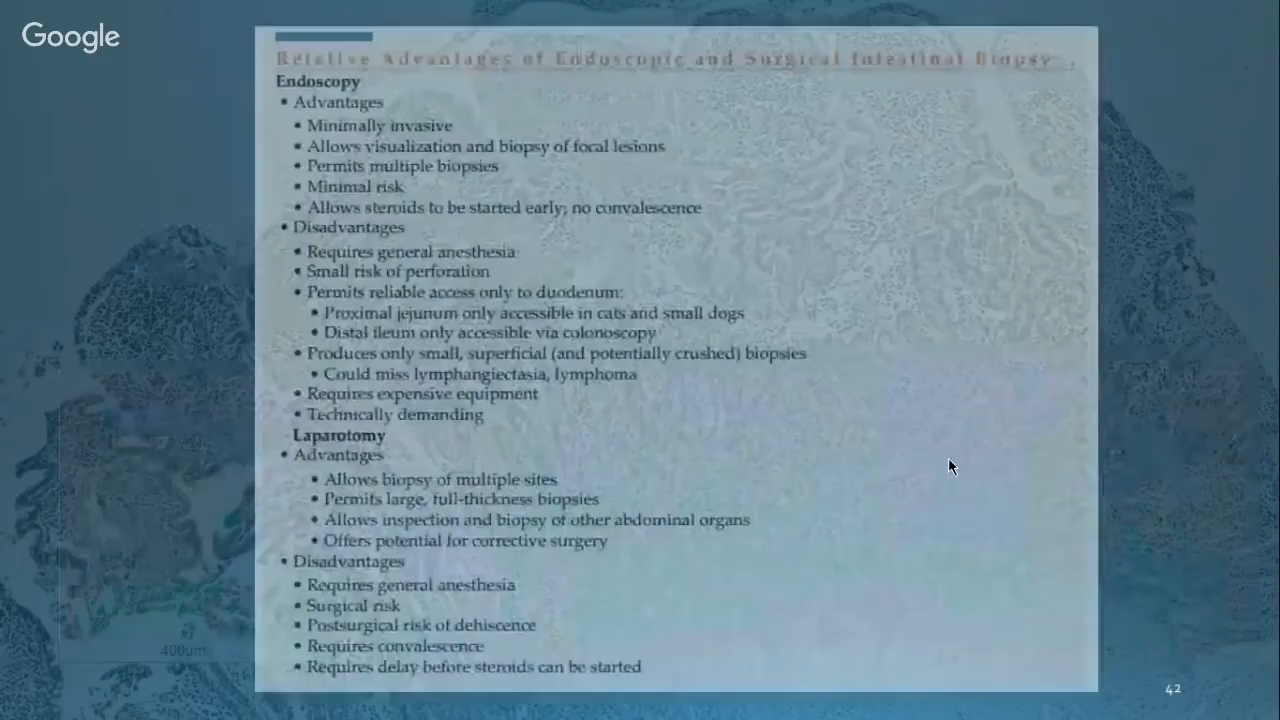 Google
Relative Advantages of Endoscopic and Surgical Intestinal Biopsy
Endoscopy
• Advantages
• Minimally invasive
• Allows visualization and biopsy of focal lesions
• Permits multiple biopsies
• Minimal risk
• Allows steroids to be started early; no convalescence
• Disadvantages
• Requires general anesthesia
• Small risk of perforation
• Permits reliable access only to duodenum:
• Proximal jejunum only accessible in cats and small dogs
• Distal ileum only accessible via colonoscopy
• Produces only small, superficial (and potentially crushed) biopsies
• Could miss lymphangiectasia, lymphoma
• Requires expensive equipment
• Technically demanding
Laparotomy
• Advantages
• Allows biopsy of multiple sites
• Permits large, full-thickness biopsies
• Allows inspection and biopsy of other abdominal organs
• Offers potential for corrective surgery
• Disadvantages
• Requires general anesthesia
• Surgical risk
• Postsurgical risk of dehiscence
• Requires convalescence
• Requires delay before steroids can be started
400um
42